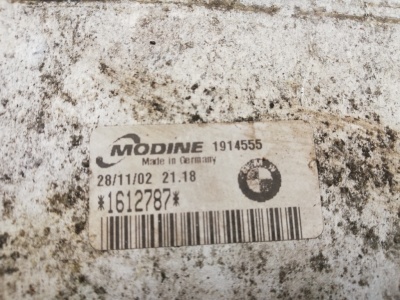 MODINE 1914555
Made in Germany
28/11/02 21.18
*1612787*
BMW